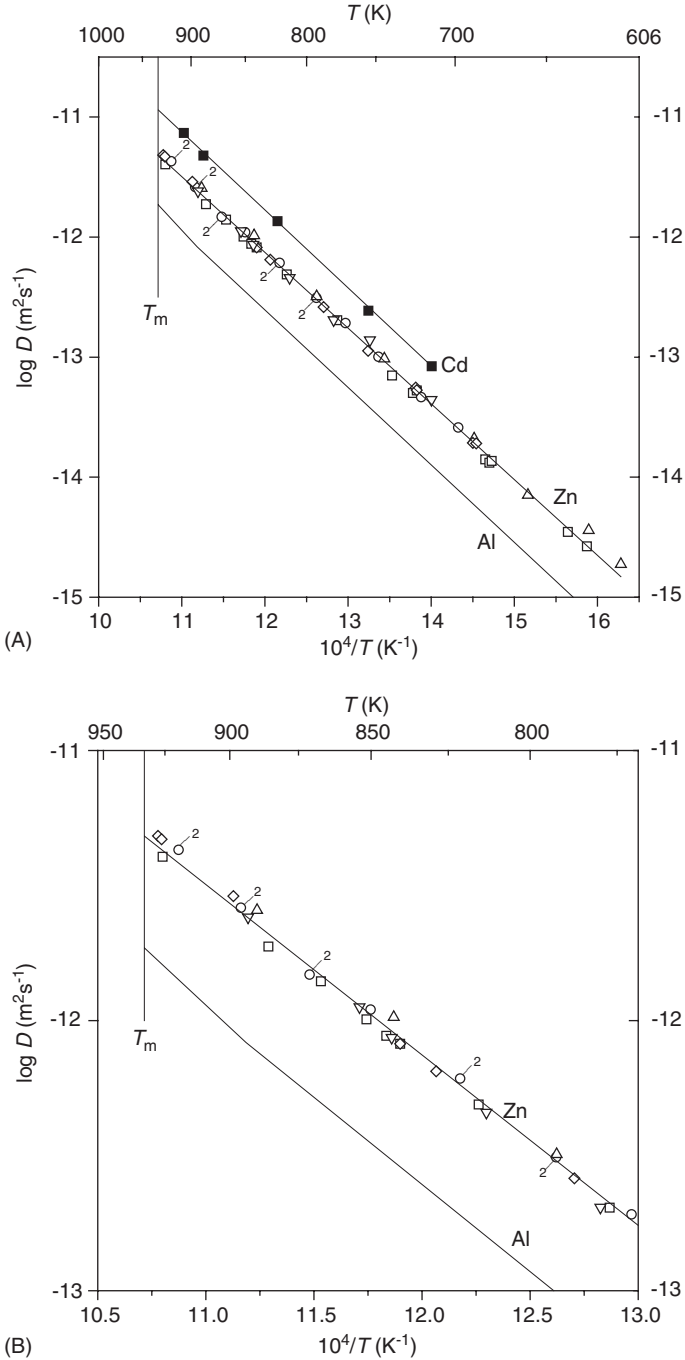 T (K)
1000 900 800 700 606
-11 -11
2
2
-12 2 -12
2
Tm
2
log D (m²s⁻¹)
-13 -13
Cd
-14 -14
Zn
Al
-15 -15
10 11 12 13 14 15 16
(A)
10⁴/T (K⁻¹)
T (K)
950 900 850 800
-11 -11
2
2
2
log D (m²s⁻¹)
-12 -12
Tm
2
Zn
2
Al
-13 -13
10.5 11.0 11.5 12.0 12.5 13.0
(B)
10⁴/T (K⁻¹)